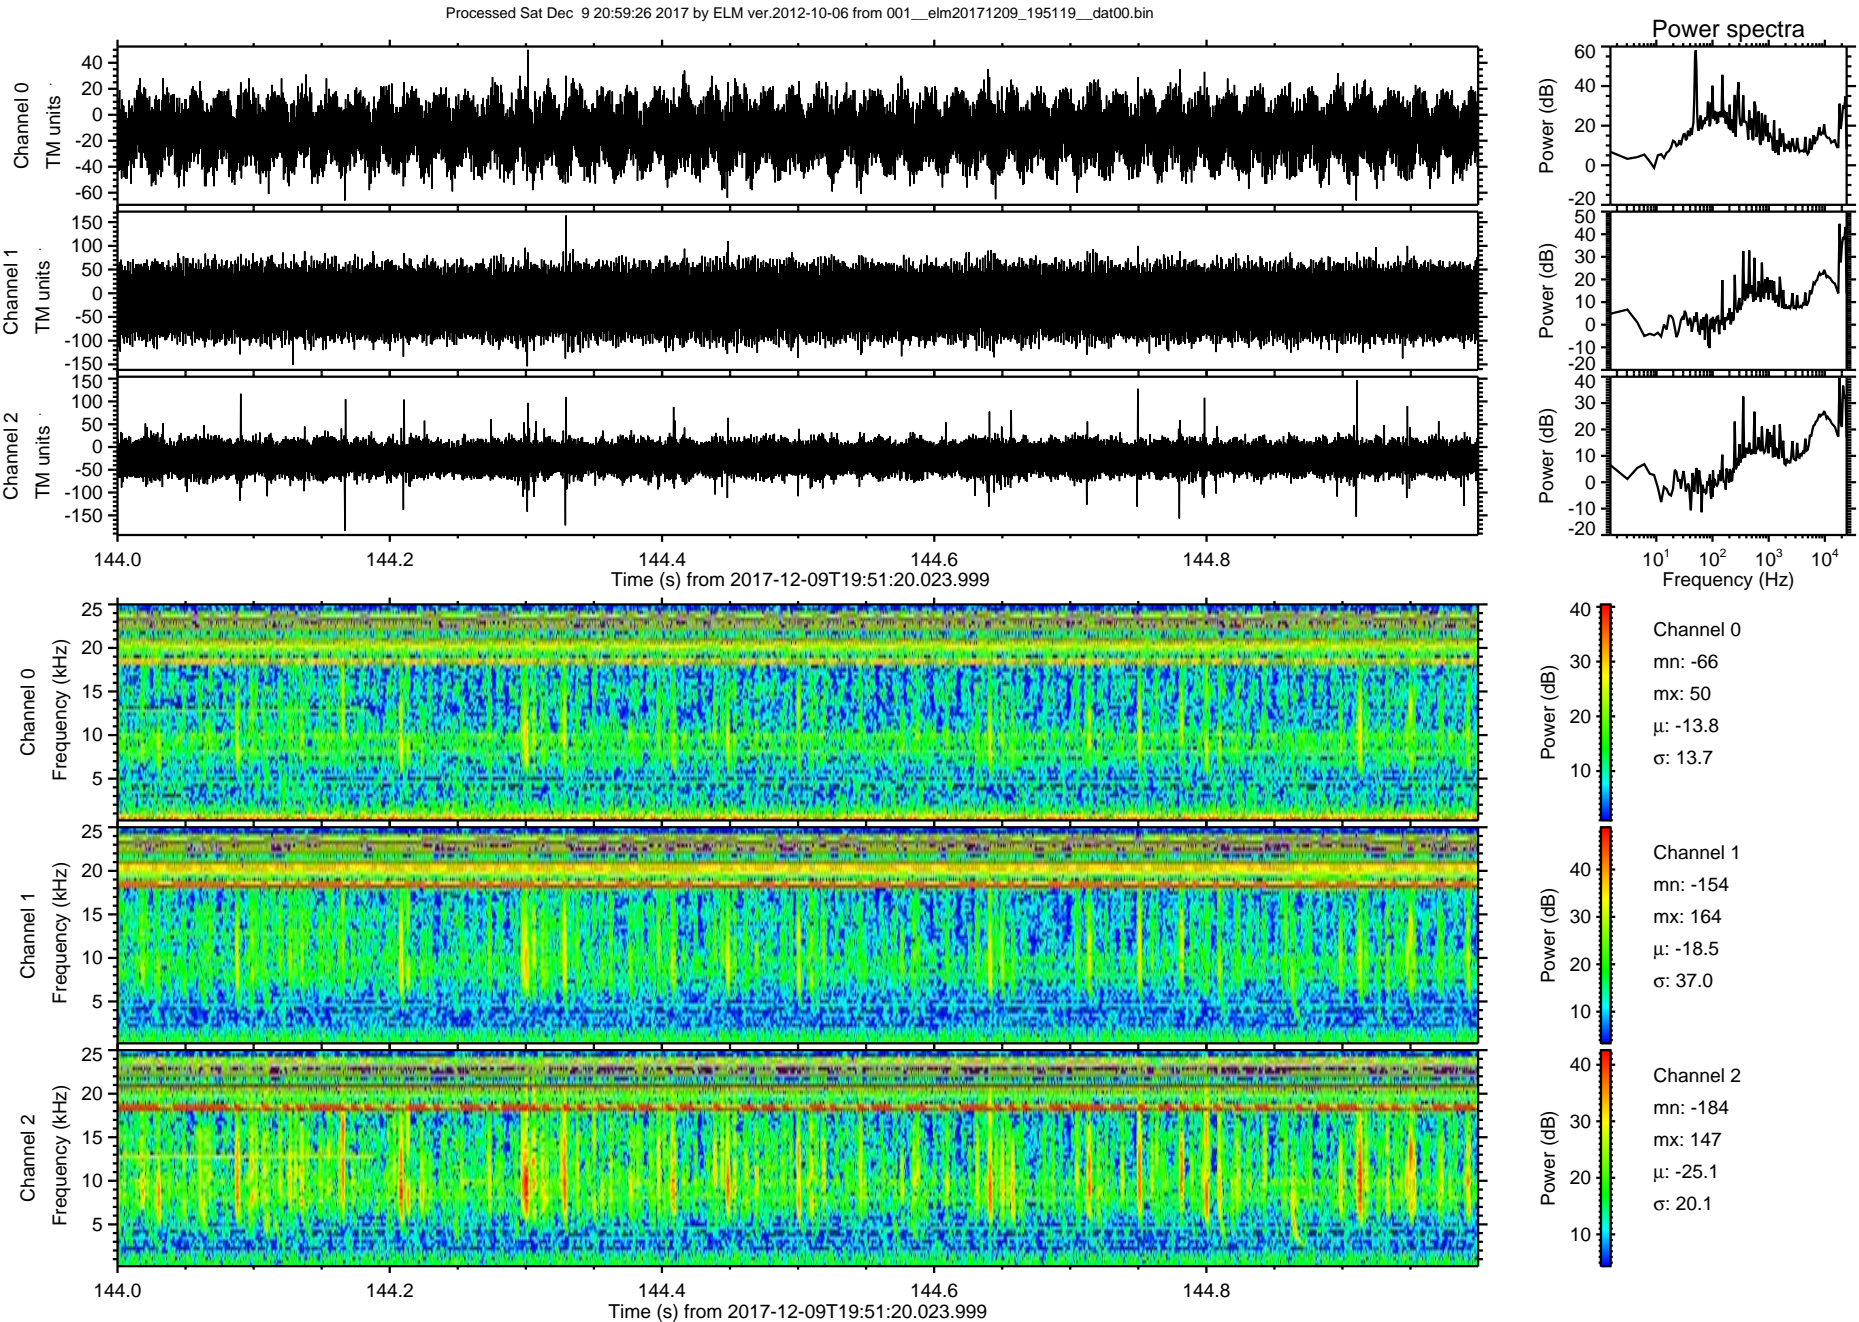 Processed Sat Dec  9 20:59:26 2017 by ELM ver.2012-10-06 from 001__elm20171209_195119__dat00.bin
Power spectra
Channel 0
TM units
40
20
0
-20
-40
-60
Power (dB)
60
40
20
0
-20
Channel 1
TM units
150
100
50
0
-50
-100
-150
Power (dB)
50
40
30
20
10
0
-10
-20
Channel 2
TM units
150
100
50
0
-50
-100
-150
Power (dB)
40
30
20
10
0
-10
-20
144.0 144.2 144.4 144.6 144.8
Time (s) from 2017-12-09T19:51:20.023.999
10^1 10^2 10^3 10^4
Frequency (Hz)
Channel 0
Frequency (kHz)
25
20
15
10
5
Power (dB)
40
30
20
10
Channel 0
mn: -66
mx: 50
μ: -13.8
σ: 13.7
Channel 1
Frequency (kHz)
25
20
15
10
5
Power (dB)
40
30
20
10
Channel 1
mn: -154
mx: 164
μ: -18.5
σ: 37.0
Channel 2
Frequency (kHz)
25
20
15
10
5
Power (dB)
40
30
20
10
Channel 2
mn: -184
mx: 147
μ: -25.1
σ: 20.1
144.0 144.2 144.4 144.6 144.8
Time (s) from 2017-12-09T19:51:20.023.999